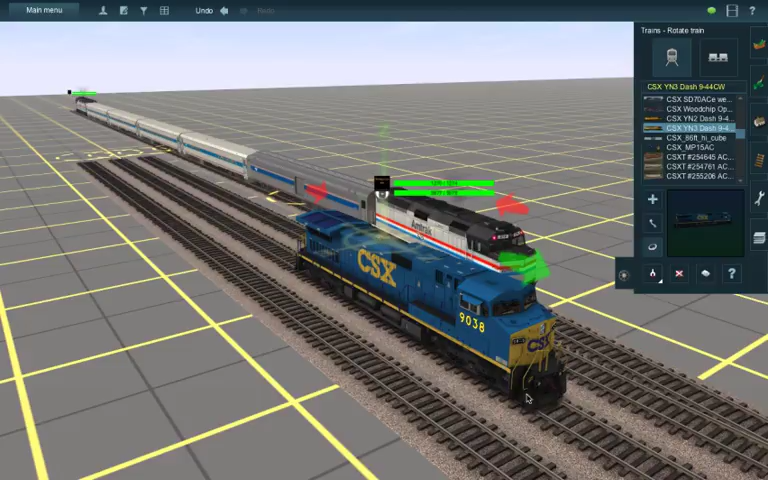 Main menu
Undo
Redo
?
Trains - Rotate train
CSX YN3 Dash 9-44CW
CSX SD70ACe we...
CSX Woodchip Op...
CSX YN2 Dash 9-4...
CSX YN3 Dash 9-4...
CSX_86ft_hi_cube
CSX_MP15AC
CSXT #254645 AC...
CSXT #254761 AC...
CSXT #255206 AC...
?
Amtrak
CSX
9038
CSX